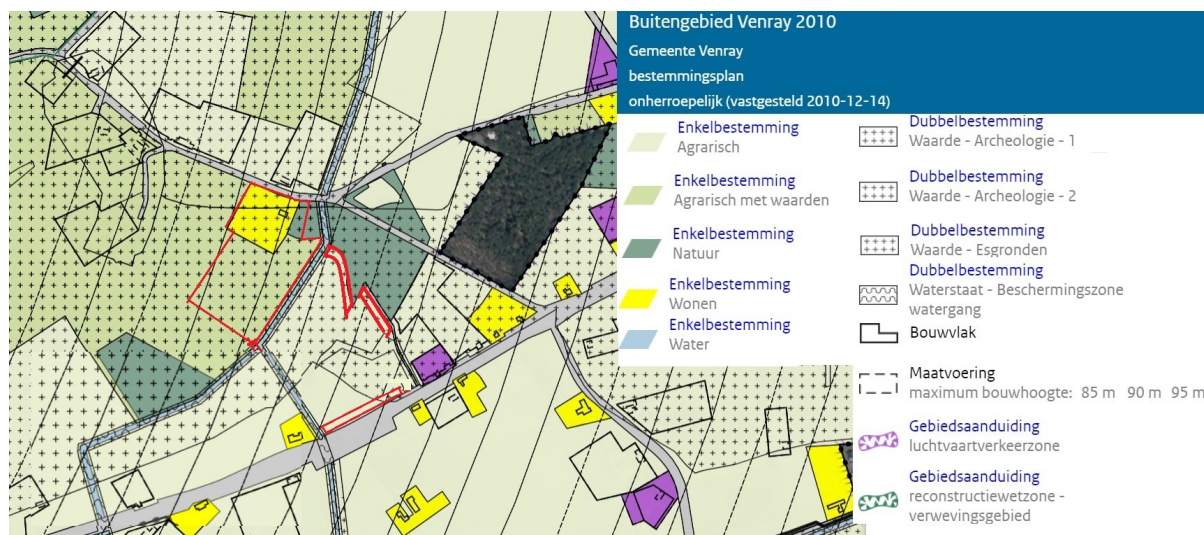 Buitengebied Venray 2010
Gemeente Venray
bestemmingsplan
onherroepelijk (vastgesteld 2010-12-14)
Enkelbestemming
Agrarisch
Enkelbestemming
Agrarisch met waarden
Enkelbestemming
Natuur
Enkelbestemming
Wonen
Enkelbestemming
Water
Dubbelbestemming
Waarde - Archeologie - 1
Dubbelbestemming
Waarde - Archeologie - 2
Dubbelbestemming
Waarde - Esgronden
Dubbelbestemming
Waterstaat - Beschermingszone
watergang
Bouwvlak
Maatvoering
maximum bouwhoogte: 85 m 90 m 95 m
Gebiedsaanduiding
luchtvaartverkeerzone
Gebiedsaanduiding
reconstructiewetzone -
verwevingsgebied